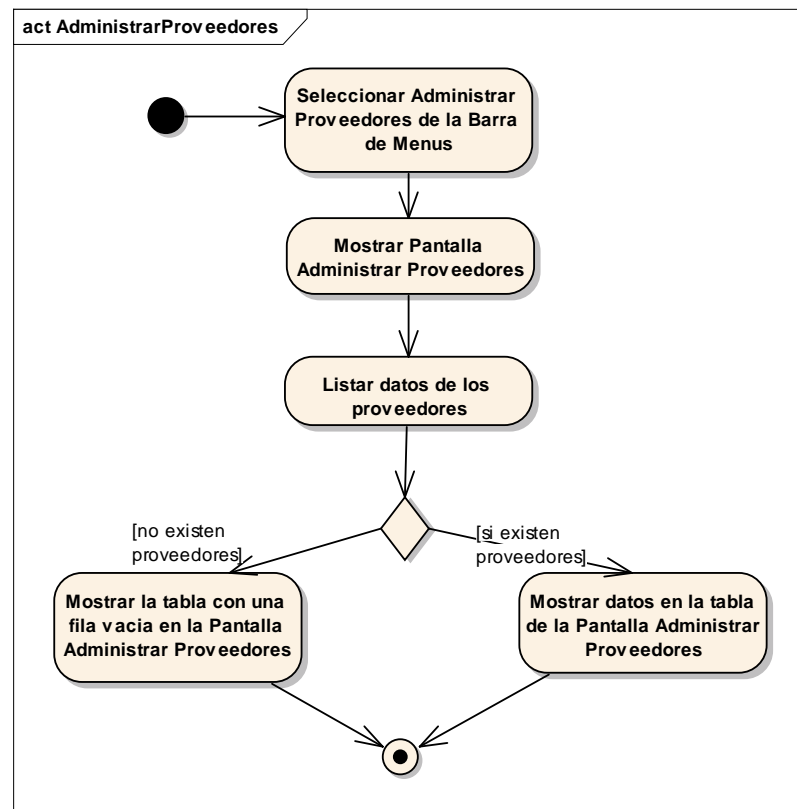 act AdministrarProveedores
Seleccionar Administrar
Proveedores de la Barra
de Menus
Mostrar Pantalla
Administrar Proveedores
Listar datos de los
proveedores
[no existen
proveedores]
[si existen
proveedores]
Mostrar la tabla con una
fila vacia en la Pantalla
Administrar Proveedores
Mostrar datos en la tabla
de la Pantalla Administrar
Proveedores